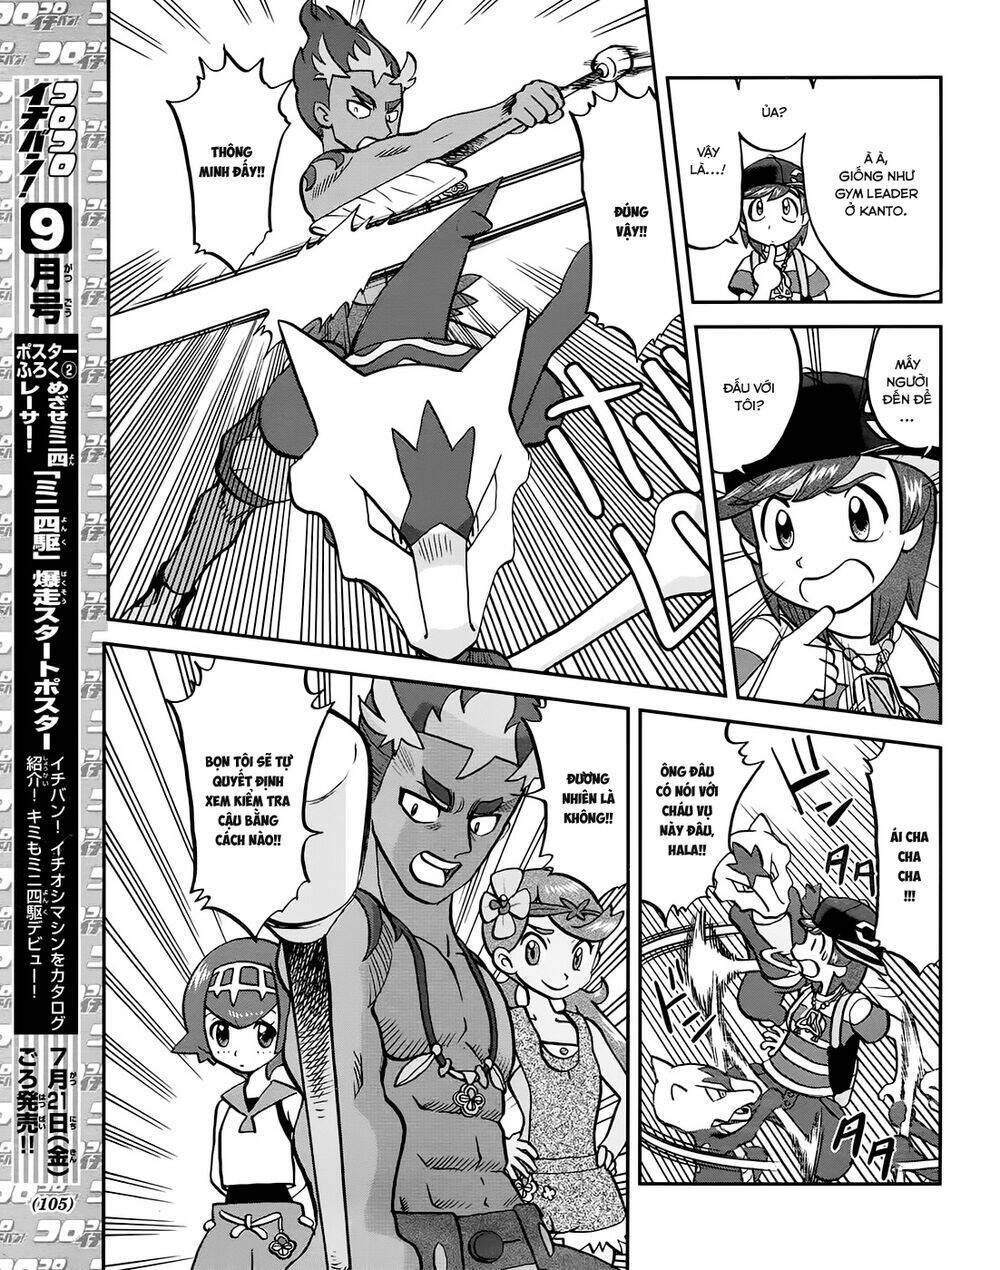 ỦA?
VẬY
LÀ...!
À À,
GIỐNG NHƯ
GYM LEADER
Ở KANTO.
MẤY
NGƯỜI
ĐẾN ĐỂ
...
ĐẤU VỚI
TÔI?
ĐÚNG
VẬY!!
THÔNG
MINH ĐẤY!!
ÁI CHA
CHA
CHA
!!!
ÔNG ĐÂU
CÓ NÓI VỚI
CHÁU VỤ
NÀY ĐÂU,
HALA!!
ĐƯƠNG
NHIÊN LÀ
KHÔNG!!
BỌN TÔI SẼ TỰ
QUYẾT ĐỊNH
XEM KIỂM TRA
CẬU BẰNG
CÁCH NÀO!!
コロコロ
イチバン!
9月号
ポスター
ふろく②
めざせミニ四
レーサー!
「ミニ四駆」爆走スタートポスター
イチバン!イチオシマシンをカタログ
紹介!キミもミニ四駆デビュー!
7月21日(金)
ごろ発売!!
(105)